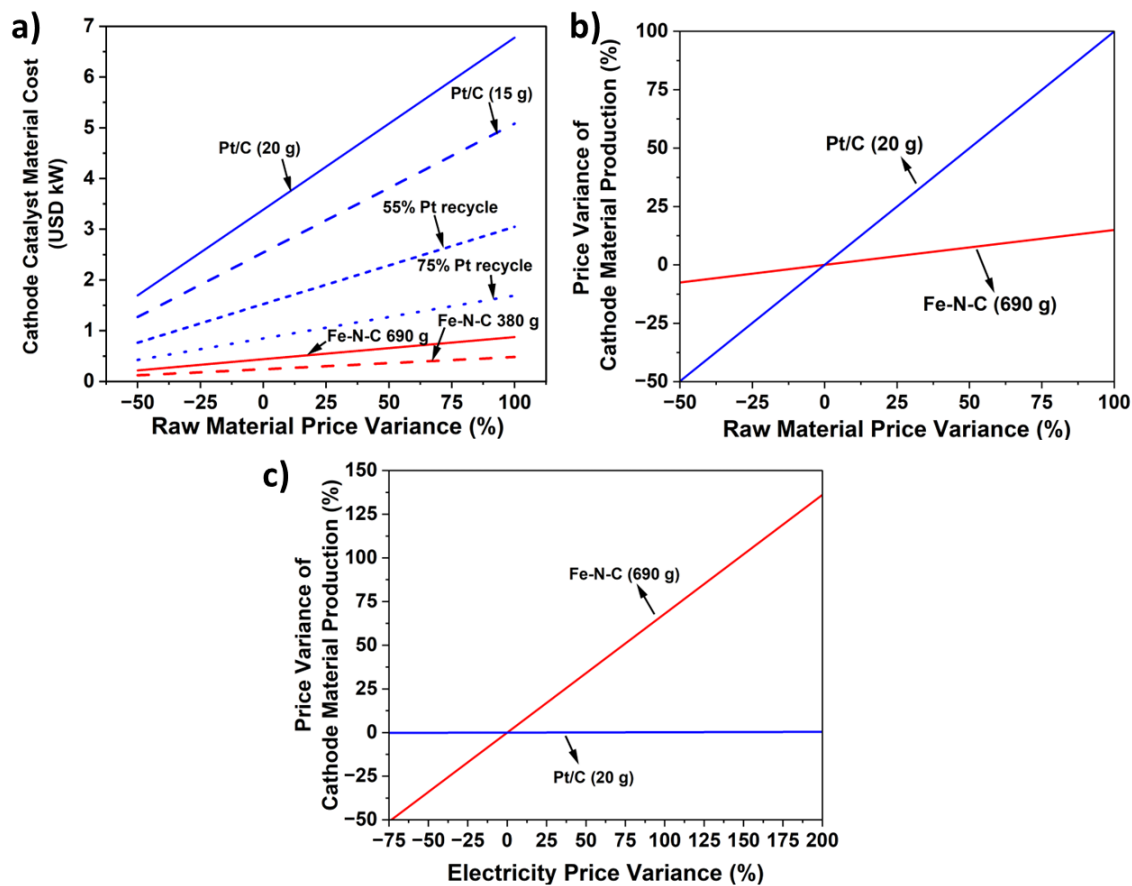 a)
Cathode Catalyst Material Cost
(USD kW)
7
6
5
4
3
2
1
0
Pt/C (20 g)
Pt/C (15 g)
55% Pt recycle
75% Pt recycle
Fe-N-C 690 g
Fe-N-C 380 g
−50 −25 0 25 50 75 100
Raw Material Price Variance (%)
b)
Price Variance of
Cathode Material Production (%)
100
75
50
25
0
−25
−50
Pt/C (20 g)
Fe-N-C (690 g)
−50 −25 0 25 50 75 100
Raw Material Price Variance (%)
c)
Price Variance of
Cathode Material Production (%)
150
125
100
75
50
25
0
−25
−50
Fe-N-C (690 g)
Pt/C (20 g)
−75 −50 −25 0 25 50 75 100 125 150 175 200
Electricity Price Variance (%)